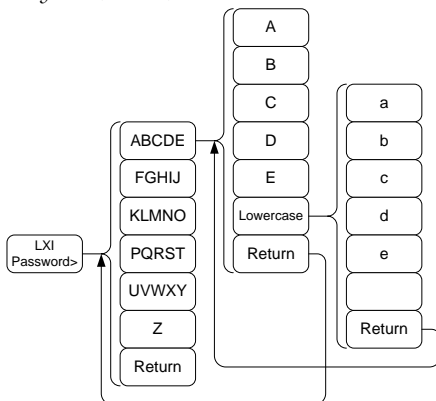 LXI
Password>
ABCDE
FGHIJ
KLMNO
PQRST
UVWXY
Z
Return
A
B
C
D
E
Lowercase
Return
a
b
c
d
e
Return